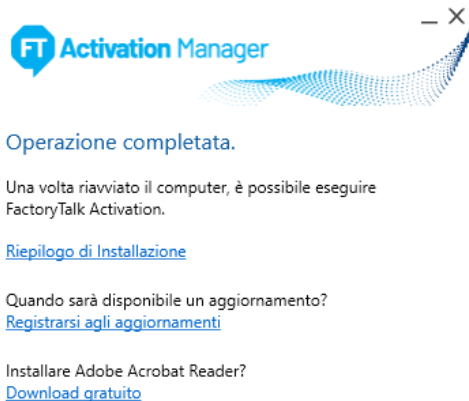 FT Activation Manager
Operazione completata.
Una volta riavviato il computer, è possibile eseguire
FactoryTalk Activation.
Riepilogo di Installazione
Quando sarà disponibile un aggiornamento?
Registrarsi agli aggiornamenti
Installare Adobe Acrobat Reader?
Download gratuito